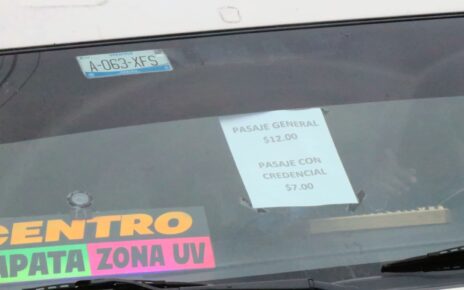 A-063-XFS
PASAJE GENERAL
$12.00
PASAJE CON
CREDENCIAL
$7.00
CENTRO
APATA ZONA UV